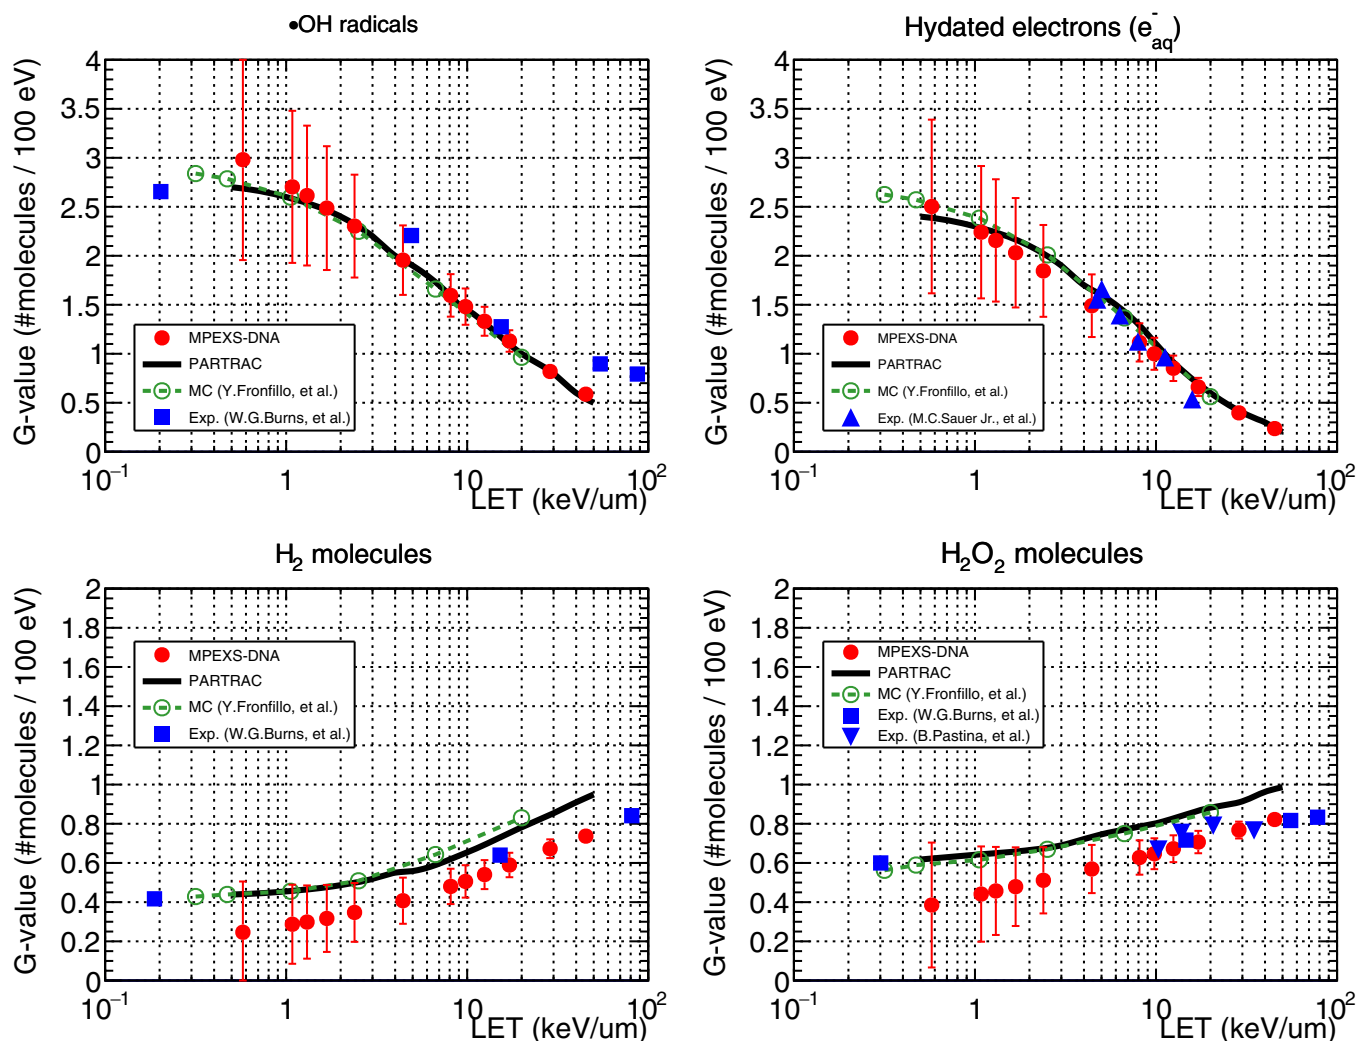 •OH radicals
G-value (#molecules / 100 eV)
4
3.5
3
2.5
2
1.5
1
0.5
0
MPEXS-DNA
PARTRAC
MC (Y.Fronfillo, et al.)
Exp. (W.G.Burns, et al.)
10⁻¹ 1 10 10²
LET (keV/um)
Hydated electrons (e⁻aq)
G-value (#molecules / 100 eV)
4
3.5
3
2.5
2
1.5
1
0.5
0
MPEXS-DNA
PARTRAC
MC (Y.Fronfillo, et al.)
Exp. (M.C.Sauer Jr., et al.)
10⁻¹ 1 10 10²
LET (keV/um)
H₂ molecules
G-value (#molecules / 100 eV)
2
1.8
1.6
1.4
1.2
1
0.8
0.6
0.4
0.2
0
MPEXS-DNA
PARTRAC
MC (Y.Fronfillo, et al.)
Exp. (W.G.Burns, et al.)
10⁻¹ 1 10 10²
LET (keV/um)
H₂O₂ molecules
G-value (#molecules / 100 eV)
2
1.8
1.6
1.4
1.2
1
0.8
0.6
0.4
0.2
0
MPEXS-DNA
PARTRAC
MC (Y.Fronfillo, et al.)
Exp. (W.G.Burns, et al.)
Exp. (B.Pastina, et al.)
10⁻¹ 1 10 10²
LET (keV/um)